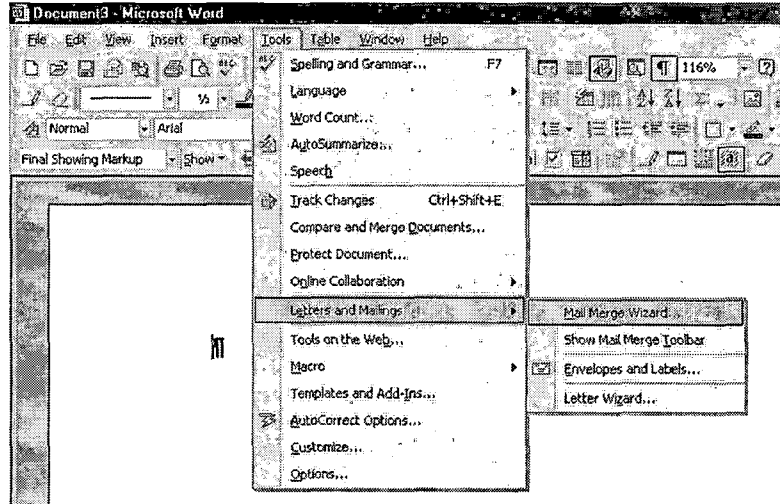 Document3 - Microsoft Word
File Edit View Insert Format Tools Table Window Help
116%
Normal Arial
Final Showing Markup Show
Spelling and Grammar... F7
Language
Word Count...
AutoSummarize...
Speech
Track Changes Ctrl+Shift+E
Compare and Merge Documents...
Protect Document...
Online Collaboration
Letters and Mailings
Tools on the Web...
Macro
Templates and Add-Ins...
AutoCorrect Options...
Customize...
Options...
Mail Merge Wizard...
Show Mail Merge Toolbar
Envelopes and Labels...
Letter Wizard...